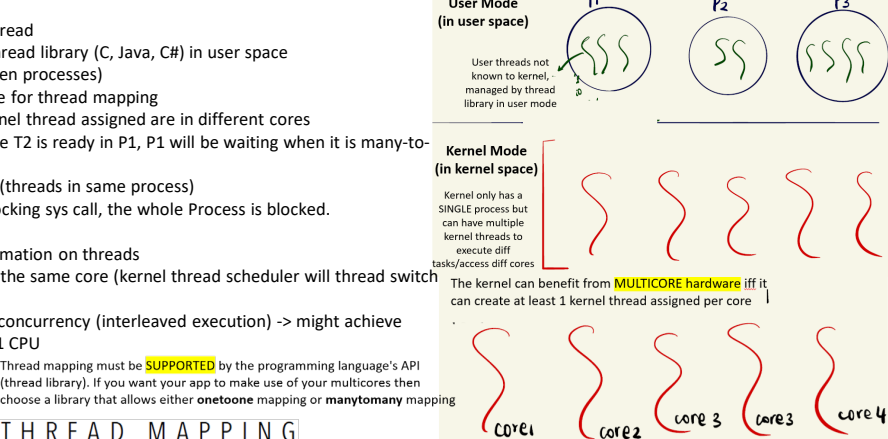 read
read library (C, Java, C#) in user space
en processes)
e for thread mapping
nel thread assigned are in different cores
e T2 is ready in P1, P1 will be waiting when it is many-to-
(threads in same process)
cking sys call, the whole Process is blocked.
mation on threads
the same core (kernel thread scheduler will thread switch
concurrency (interleaved execution) -> might achieve
1 CPU
Thread mapping must be SUPPORTED by the programming language's API
(thread library). If you want your app to make use of your multicores then
choose a library that allows either onetoone mapping or manytomany mapping
THREAD MAPPING
User Mode
(in user space)
P2
P3
User threads not
known to kernel,
managed by thread
library in user mode
Kernel Mode
(in kernel space)
Kernel only has a
SINGLE process but
can have multiple
kernel threads to
execute diff
tasks/access diff cores
The kernel can benefit from MULTICORE hardware iff it
can create at least 1 kernel thread assigned per core
core1
core2
core 3
core3
core 4